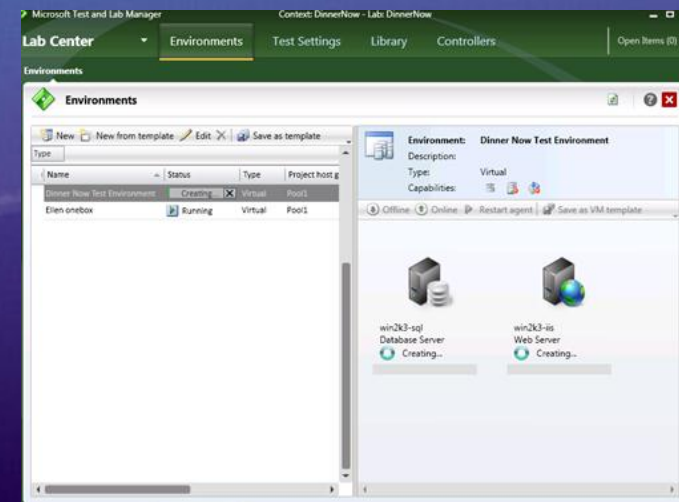 Microsoft Test and Lab Manager Context: DinnerNow - Lab: DinnerNow
Lab Center Environments Test Settings Library Controllers Open Items (0)
Environments
Environments
New New from template Edit Save as template
Type
Name Status Type Project host g
Dinner Now Test Environment Creating Virtual Pool1
Ellen onebox Running Virtual Pool1
Environment: Dinner Now Test Environment
Description:
Type: Virtual
Capabilities:
Offline Online Restart agent Save as VM template
win2k3-sql
Database Server
Creating...
win2k3-iis
Web Server
Creating...